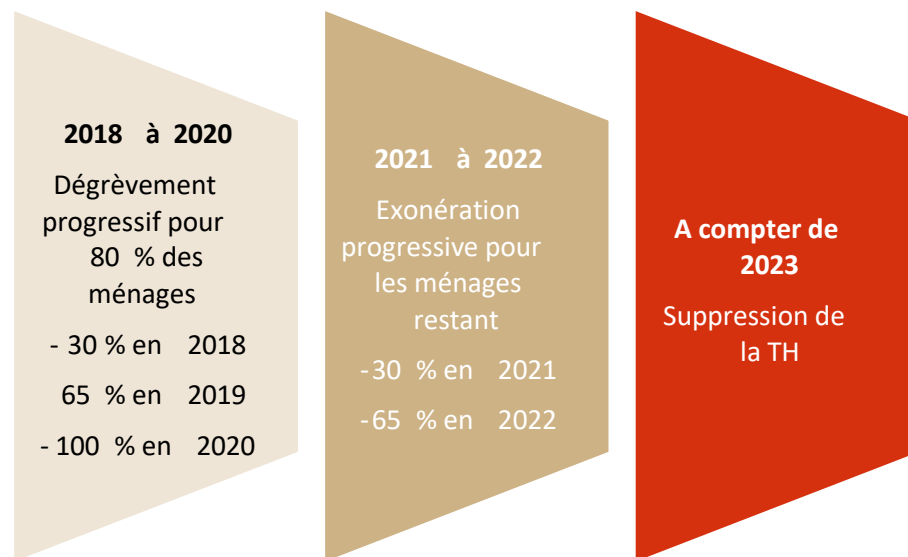 2018 à 2020
Dégrèvement
progressif pour
80 % des
ménages
- 30 % en 2018
65 % en 2019
- 100 % en 2020
2021 à 2022
Exonération
progressive pour
les ménages
restant
-30 % en 2021
-65 % en 2022
A compter de
2023
Suppression de
la TH